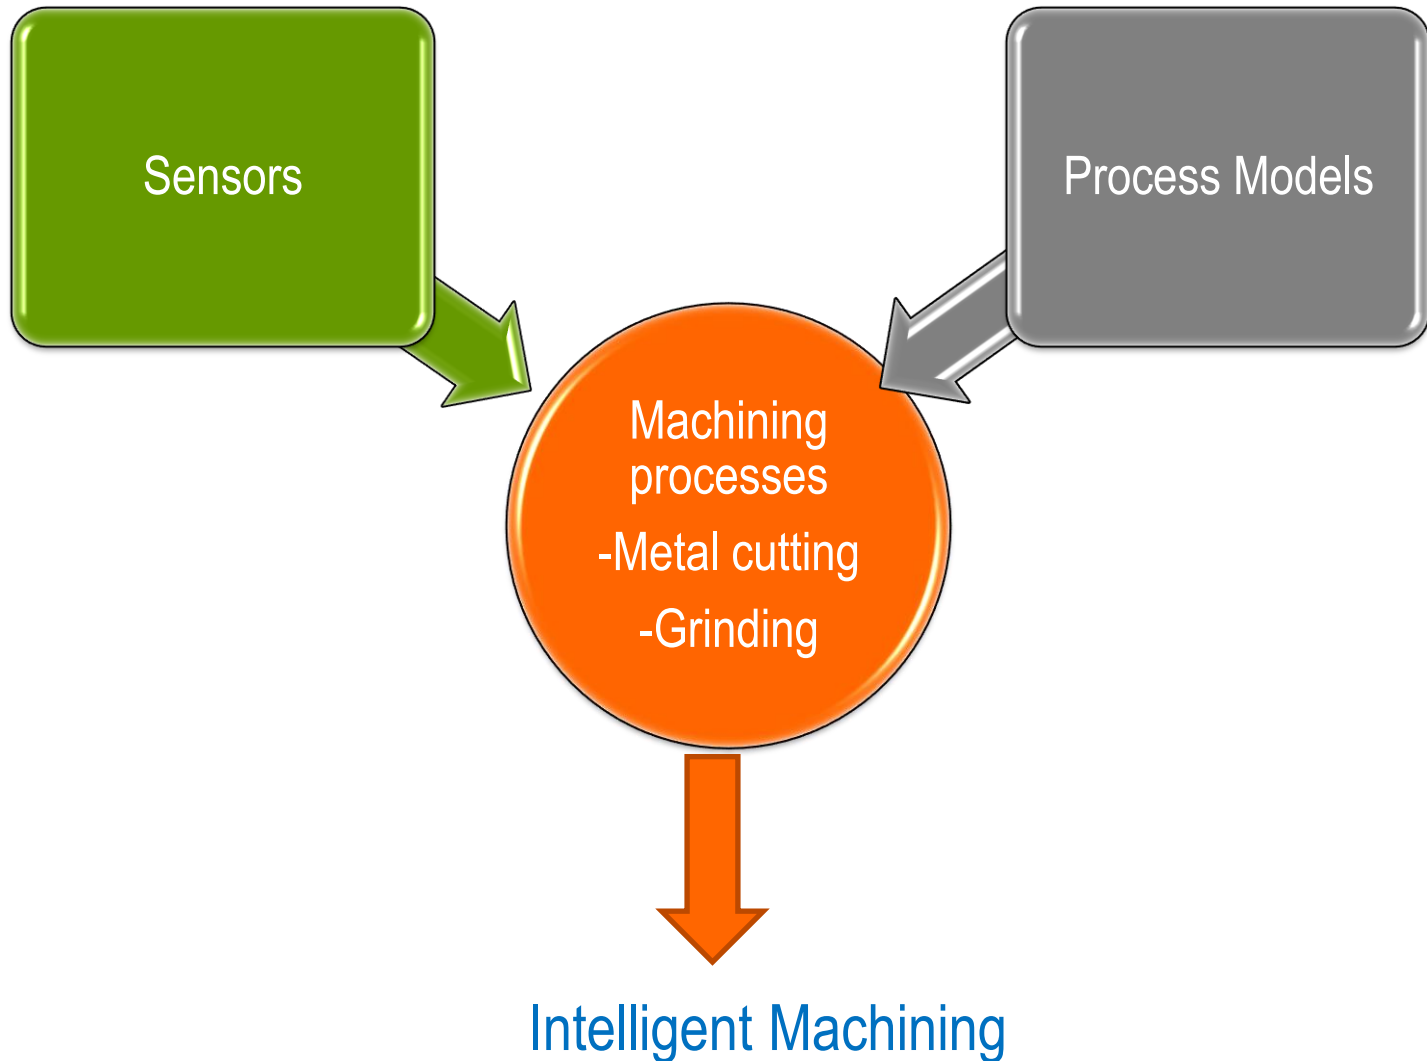 Sensors
Process Models
Machining
processes
-Metal cutting
-Grinding
Intelligent Machining